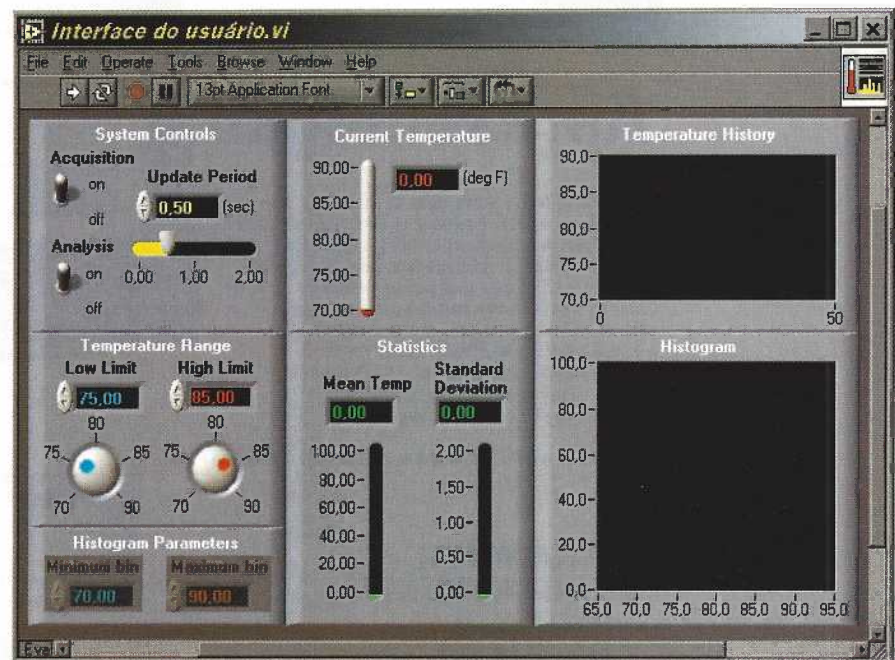 Interface do usuário.vi
File Edit Operate Tools Browse Window Help
13pt Application Font
System Controls
Acquisition
on
off
Update Period
0,50 (sec)
0,00 1,00 2,00
Analysis
on
off
Current Temperature
90,00
85,00
80,00
75,00
70,00
0,00 (deg F)
Temperature History
90,0
85,0
80,0
75,0
70,0
0 50
Temperature Range
Low Limit High Limit
75,00 85,00
80
75 85
70 90
80
75 85
70 90
Histogram Parameters
Minimum bin Maximum bin
70,00 90,00
Statistics
Mean Temp
0,00
100,00
80,00
60,00
40,00
20,00
0,00
Standard
Deviation
0,00
2,00
1,50
1,00
0,50
0,00
Histogram
100,0
80,0
60,0
40,0
20,0
0,0
65,0 70,0 75,0 80,0 85,0 90,0 95,0